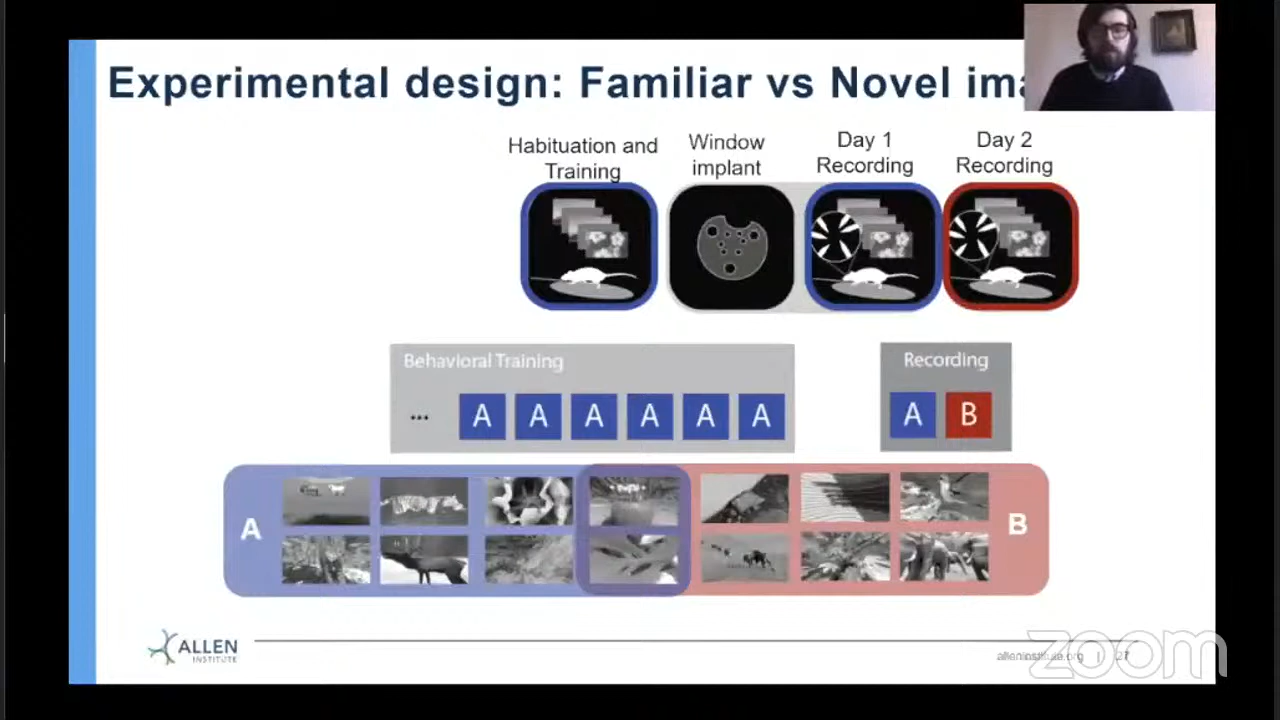 Experimental design: Familiar vs Novel ima
Habituation and
Training
Window
implant
Day 1
Recording
Day 2
Recording
Behavioral Training
... A A A A A A
Recording
A B
A
B
ALLEN
INSTITUTE
alleninstitute.org | 27
zoom